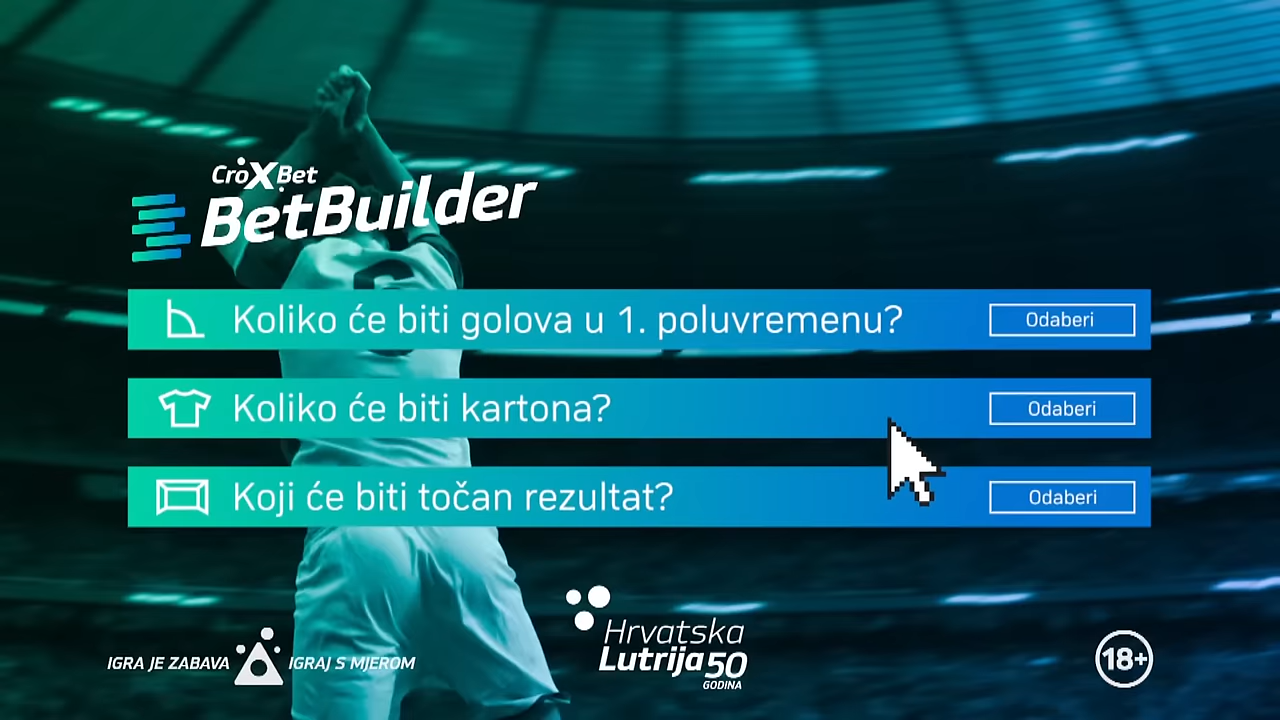 CroXBet
BetBuilder
Koliko će biti golova u 1. poluvremenu?
Odaberi
Koliko će biti kartona?
Odaberi
Koji će biti točan rezultat?
Odaberi
IGRA JE ZABAVA IGRAJ S MJEROM
Hrvatska
Lutrija 50
GODINA
18+